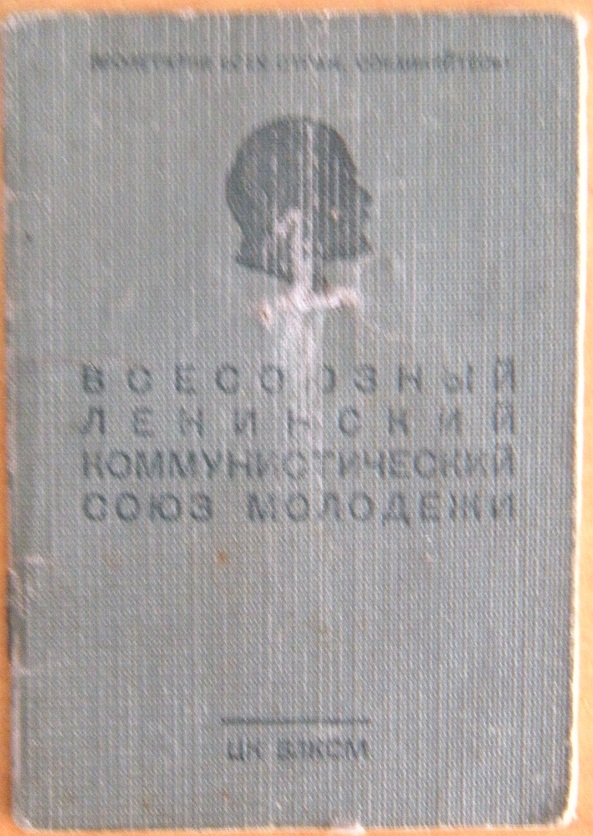 ПРОЛЕТАРИИ ВСЕХ СТРАН, СОЕДИНЯЙТЕСЬ!
ВСЕСОЮЗНЫЙ
ЛЕНИНСКИЙ
КОММУНИСТИЧЕСКИЙ
СОЮЗ МОЛОДЕЖИ
ЦК ВЛКСМ